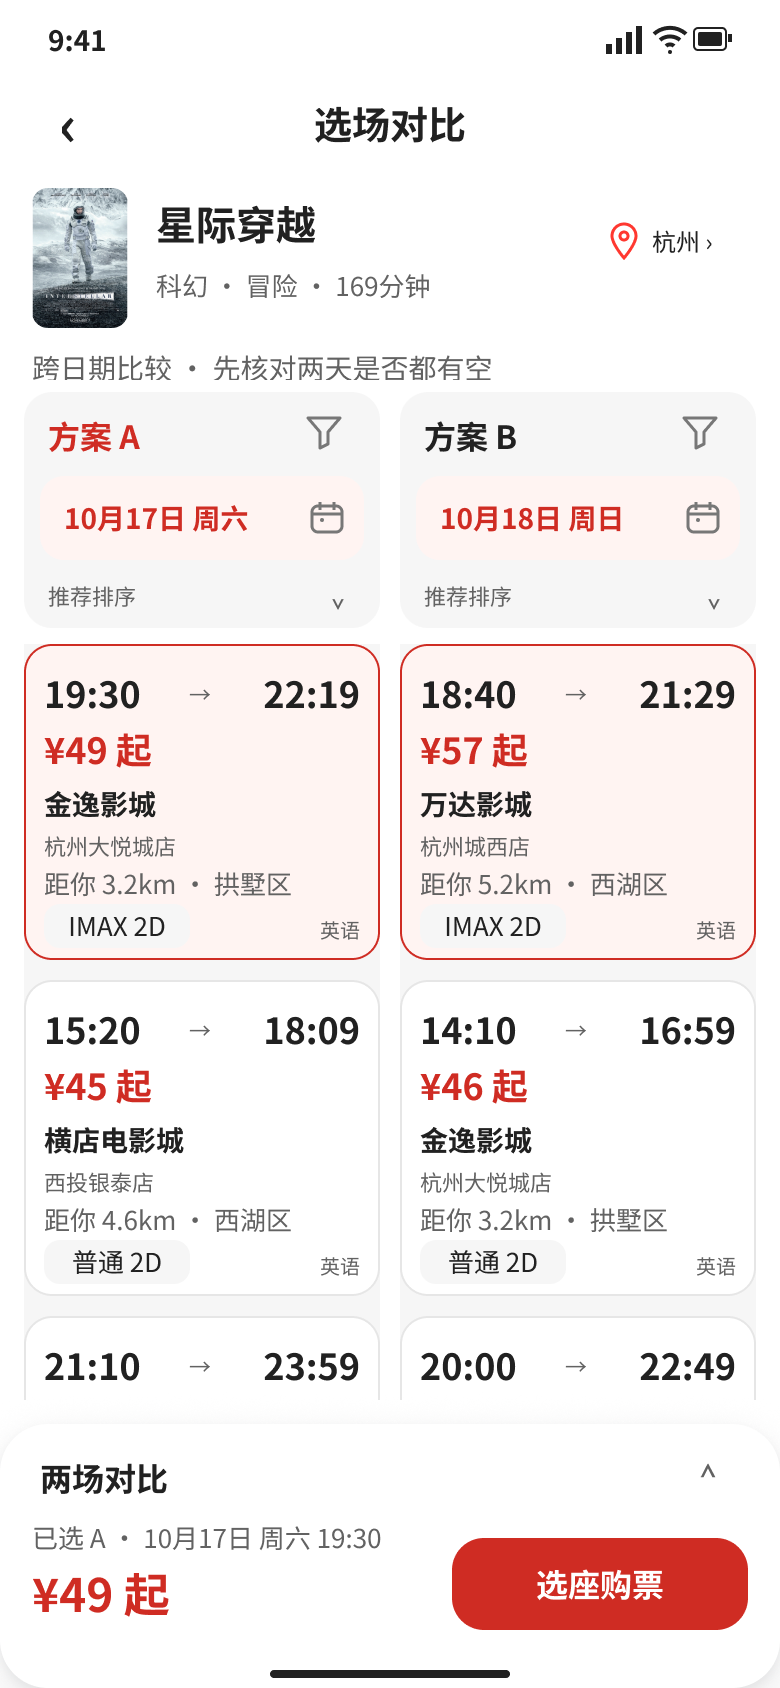 9:41
‹ 选场对比
星际穿越
科幻 • 冒险 • 169分钟
杭州 ›
INTERSTELLAR
跨日期比较 • 先核对两天是否都有空
方案 A
10月17日 周六
推荐排序
方案 B
10月18日 周日
推荐排序
19:30 → 22:19
¥49 起
金逸影城
杭州大悦城店
距你 3.2km • 拱墅区
IMAX 2D 英语
18:40 → 21:29
¥57 起
万达影城
杭州城西店
距你 5.2km • 西湖区
IMAX 2D 英语
15:20 → 18:09
¥45 起
横店电影城
西投银泰店
距你 4.6km • 西湖区
普通 2D 英语
14:10 → 16:59
¥46 起
金逸影城
杭州大悦城店
距你 3.2km • 拱墅区
普通 2D 英语
21:10 → 23:59
20:00 → 22:49
两场对比
已选 A • 10月17日 周六 19:30
¥49 起
选座购票